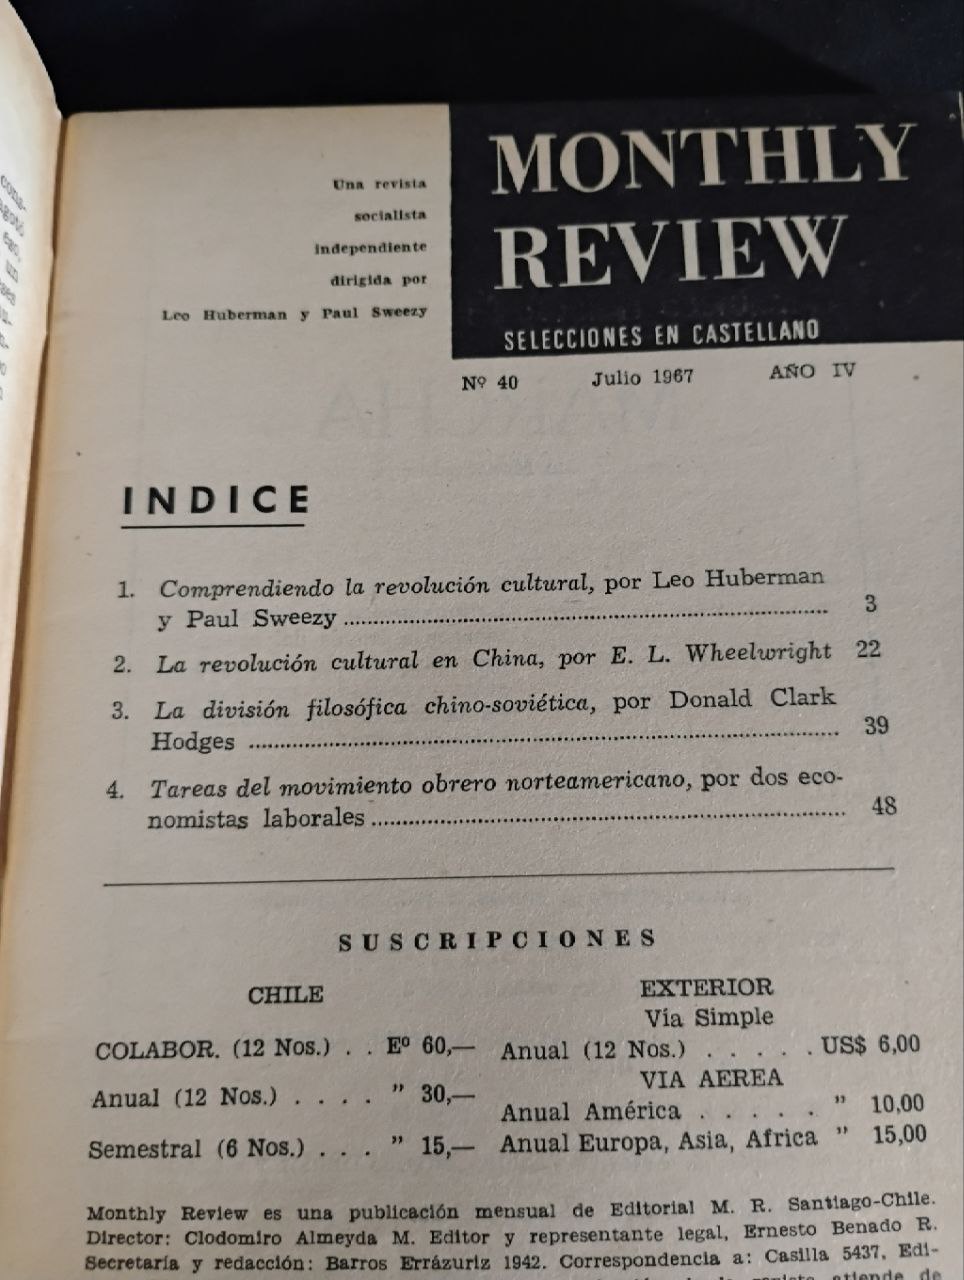 Una revista
socialista
independiente
dirigida por
Leo Huberman y Paul Sweezy
MONTHLY
REVIEW
SELECCIONES EN CASTELLANO
Nº 40 Julio 1967 AÑO IV
INDICE
1. Comprendiendo la revolución cultural, por Leo Huberman
y Paul Sweezy ........................................ 3
2. La revolución cultural en China, por E. L. Wheelwright 22
3. La división filosófica chino-soviética, por Donald Clark
Hodges ........................................ 39
4. Tareas del movimiento obrero norteamericano, por dos eco-
nomistas laborales ........................................ 48
SUSCRIPCIONES
CHILE
COLABOR. (12 Nos.) . . Eº 60,—
Anual (12 Nos.) . . . . " 30,—
Semestral (6 Nos.) . . . " 15,—
EXTERIOR
Vía Simple
Anual (12 Nos.) . . . . . US$ 6,00
VIA AEREA
Anual América . . . . . " 10,00
Anual Europa, Asia, Africa " 15,00
Monthly Review es una publicación mensual de Editorial M. R. Santiago-Chile.
Director: Clodomiro Almeyda M. Editor y representante legal, Ernesto Benado R.
Secretaría y redacción: Barros Errázuriz 1942. Correspondencia a: Casilla 5437. Edi-